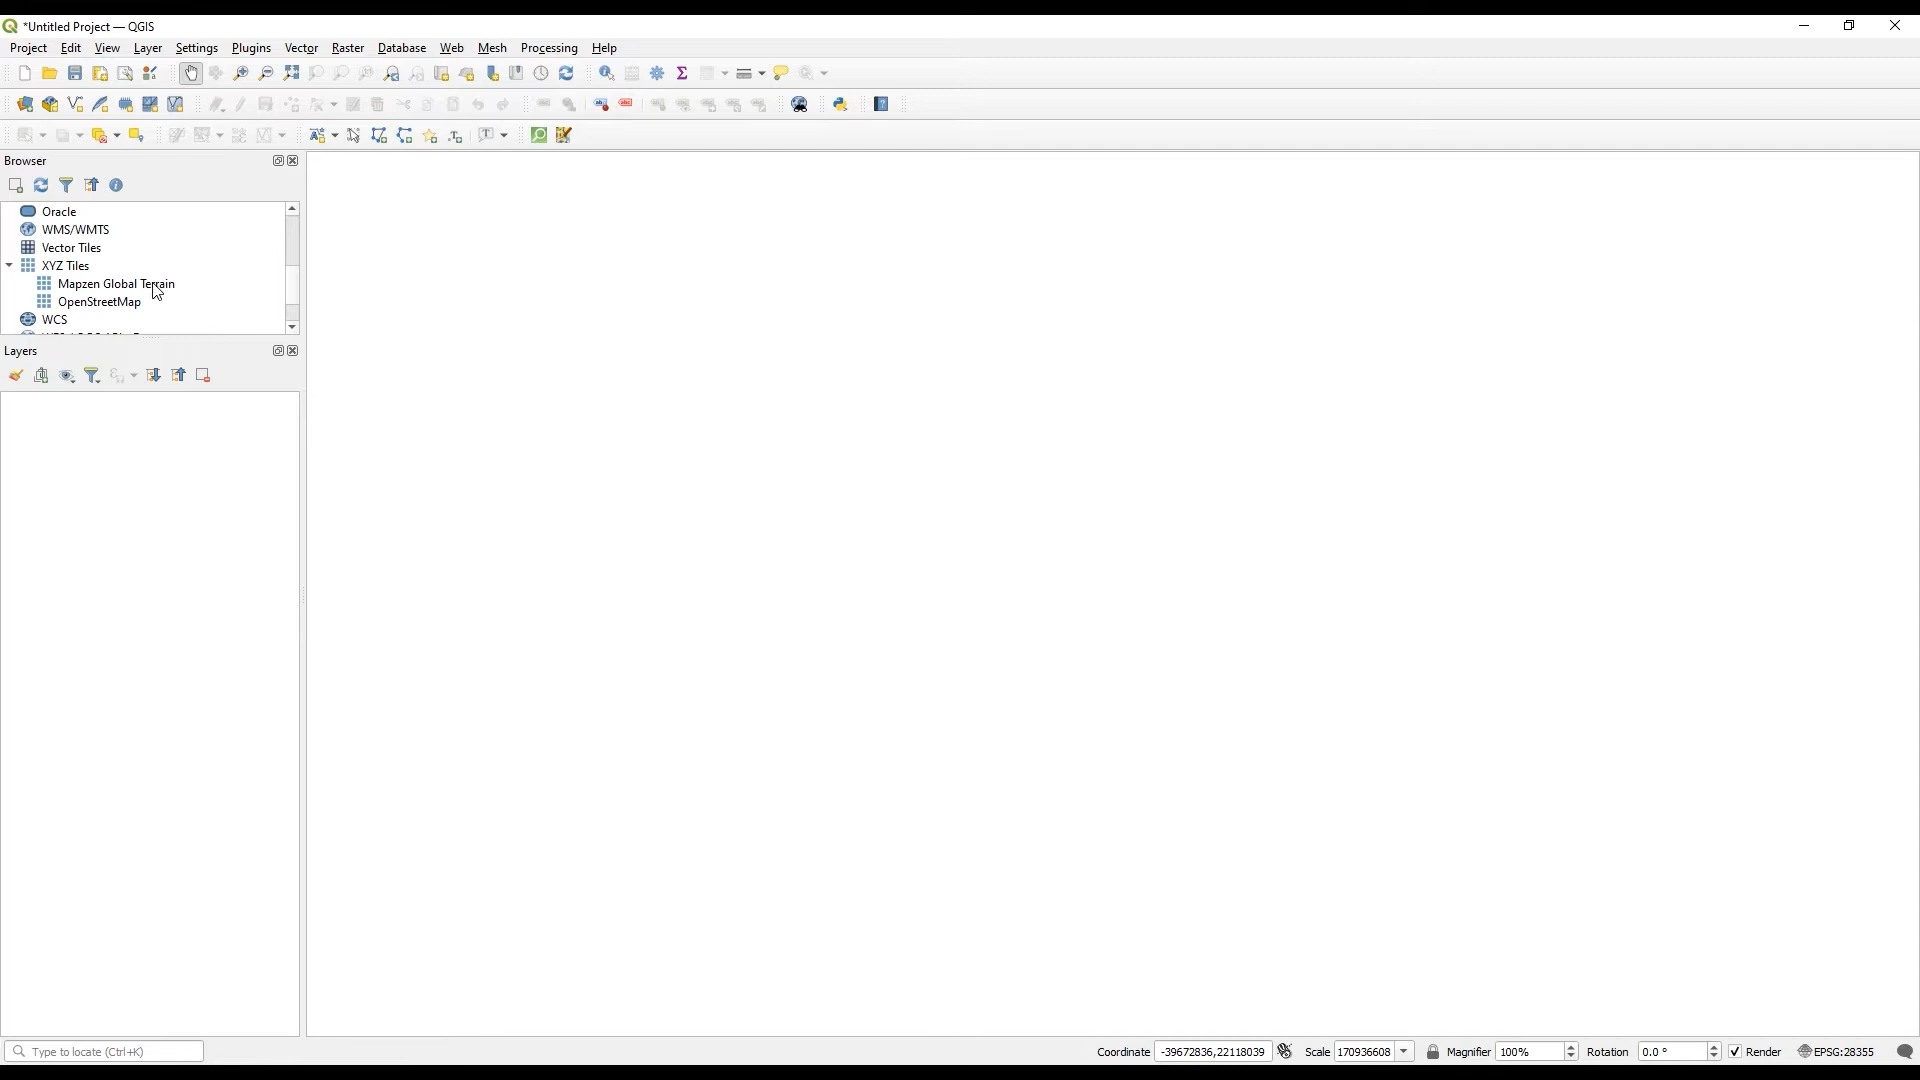 *Untitled Project — QGIS
Project Edit View Layer Settings Plugins Vector Raster Database Web Mesh Processing Help
Browser
Oracle
WMS/WMTS
Vector Tiles
XYZ Tiles
Mapzen Global Terrain
OpenStreetMap
WCS
Layers
Type to locate (Ctrl+K)
Coordinate -39672836,22118039 Scale 170936608 Magnifier 100% Rotation 0.0 ° Render EPSG:28355